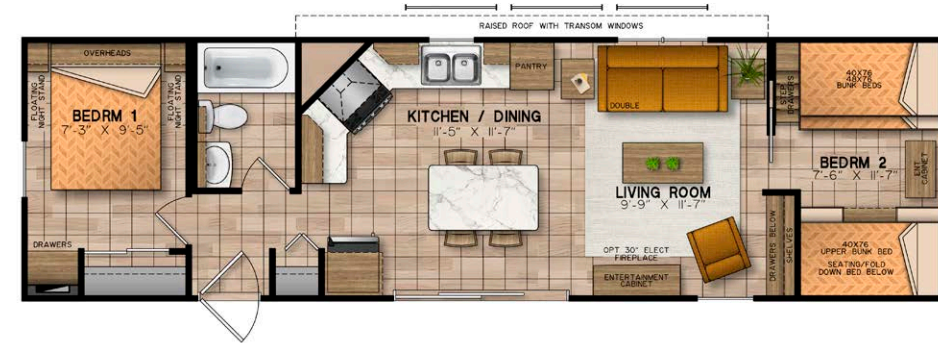 RAISED ROOF WITH TRANSOM WINDOWS
OVERHEADS
FLOATING
NIGHT STAND
BEDRM 1
7'-3" X 9'-5"
FLOATING
NIGHT STAND
DRAWERS
PANTRY
KITCHEN / DINING
11'-5" X 11'-7"
DOUBLE
LIVING ROOM
9'-9" X 11'-7"
OPT 30" ELECT
FIREPLACE
ENTERTAINMENT
CABINET
DRAWERS BELOW
SHELVES
STEP
DRAWERS
40X76
48X76
BUNK BEDS
BEDRM 2
7'-6" X 11'-7"
ENT
CABINET
40X76
UPPER BUNK BED
SEATING/FOLD
DOWN BED BELOW